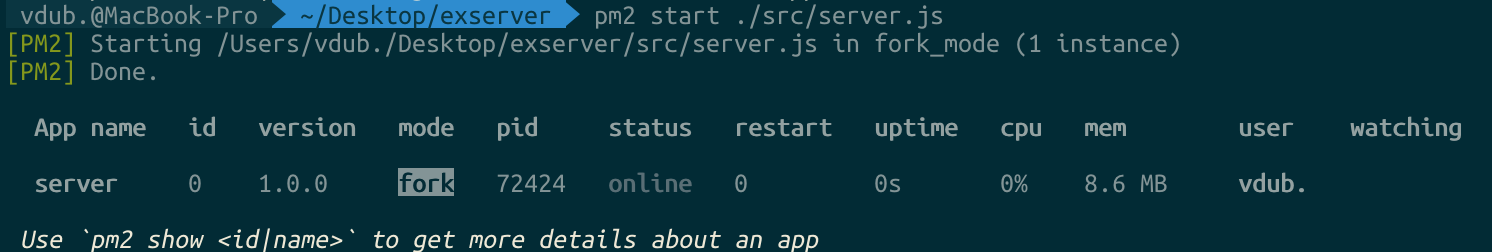 vdub.@MacBook-Pro ~/Desktop/exserver pm2 start ./src/server.js
[PM2] Starting /Users/vdub./Desktop/exserver/src/server.js in fork_mode (1 instance)
[PM2] Done.
App name id version mode pid status restart uptime cpu mem user watching
server 0 1.0.0 fork 72424 online 0 0s 0% 8.6 MB vdub.
Use `pm2 show <id|name>` to get more details about an app